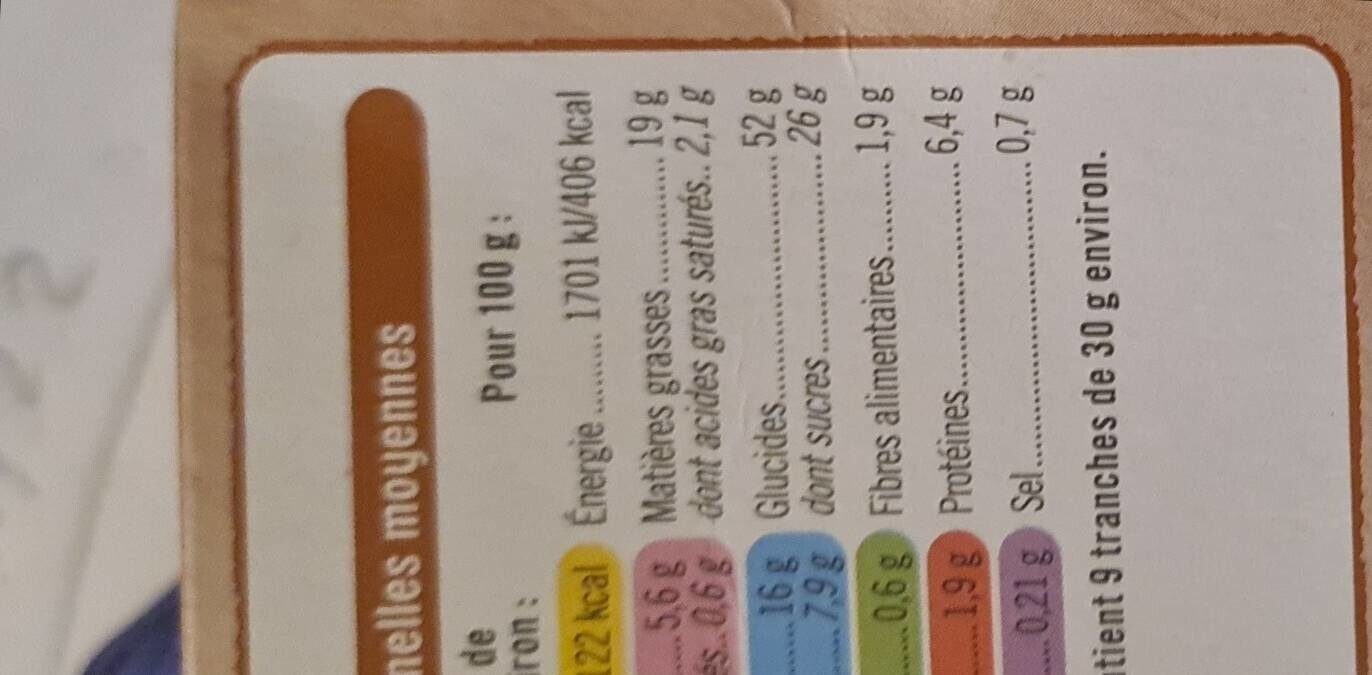 nelles moyennes
de
iron :
Pour 100 g :
122 kcal
Énergie ......... 1701 kJ/406 kcal
..... 5,6 g
Matières grasses ............. 19 g
és.. 0,6 g
dont acides gras saturés.. 2,1 g
....... 16 g
Glucides............................ 52 g
..... 7,9 g
dont sucres ...................... 26 g
..... 0,6 g
Fibres alimentaires.......... 1,9 g
..... 1,9 g
Protéines.......................... 6,4 g
.... 0,21 g
Sel................................... 0,7 g
tient 9 tranches de 30 g environ.